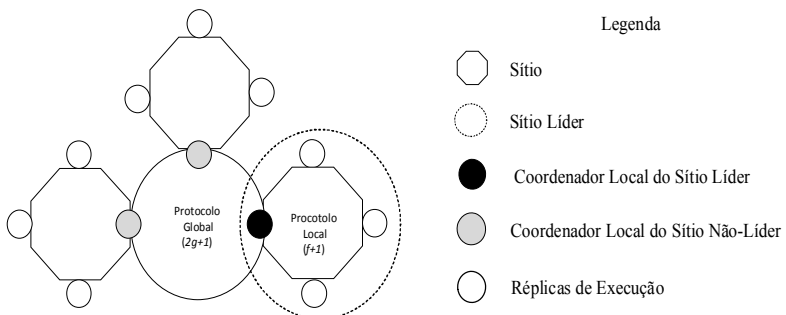 Legenda
Sítio
Sítio Líder
Coordenador Local do Sítio Líder
Coordenador Local do Sítio Não-Líder
Réplicas de Execução
Protocolo
Global
(2g+1)
Procotolo
Local
(f+1)